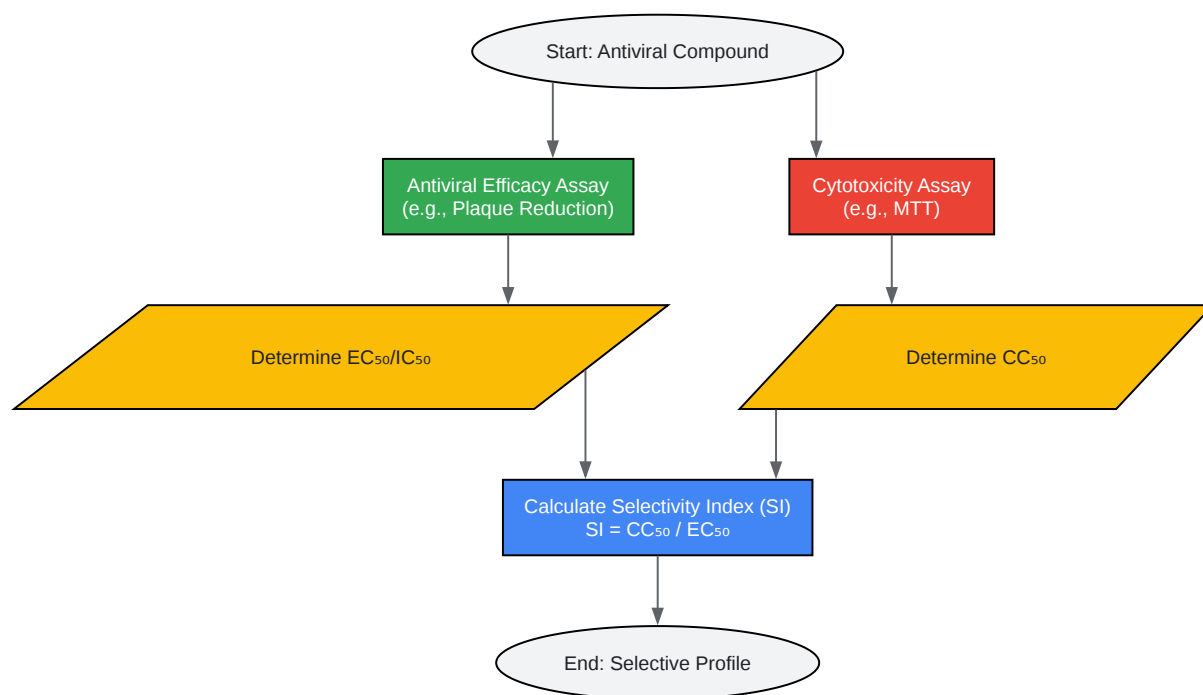 Start: Antiviral Compound
Antiviral Efficacy Assay
(e.g., Plaque Reduction)
Cytotoxicity Assay
(e.g., MTT)
Determine EC₅₀/IC₅₀
Determine CC₅₀
Calculate Selectivity Index (SI)
SI = CC₅₀ / EC₅₀
End: Selective Profile